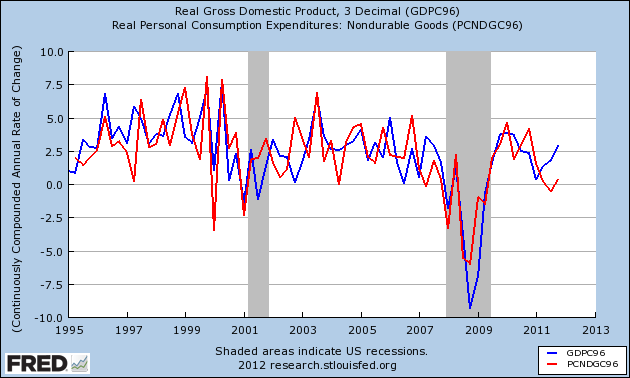 Real Gross Domestic Product, 3 Decimal (GDPC96)
Real Personal Consumption Expenditures: Nondurable Goods (PCNDGC96)
(Continuously Compounded Annual Rate of Change)
10.0
7.5
5.0
2.5
0.0
-2.5
-5.0
-7.5
-10.0
1995 1997 1999 2001 2003 2005 2007 2009 2011 2013
Shaded areas indicate US recessions.
2012 research.stlouisfed.org
FRED
GDPC96
PCNDGC96